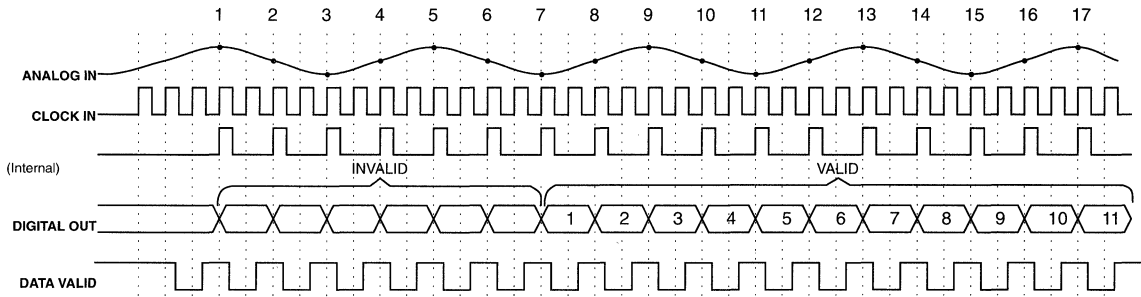 1 2 3 4 5 6 7 8 9 10 11 12 13 14 15 16 17
ANALOG IN
CLOCK IN
(Internal)
INVALID VALID
DIGITAL OUT 1 2 3 4 5 6 7 8 9 10 11
DATA VALID